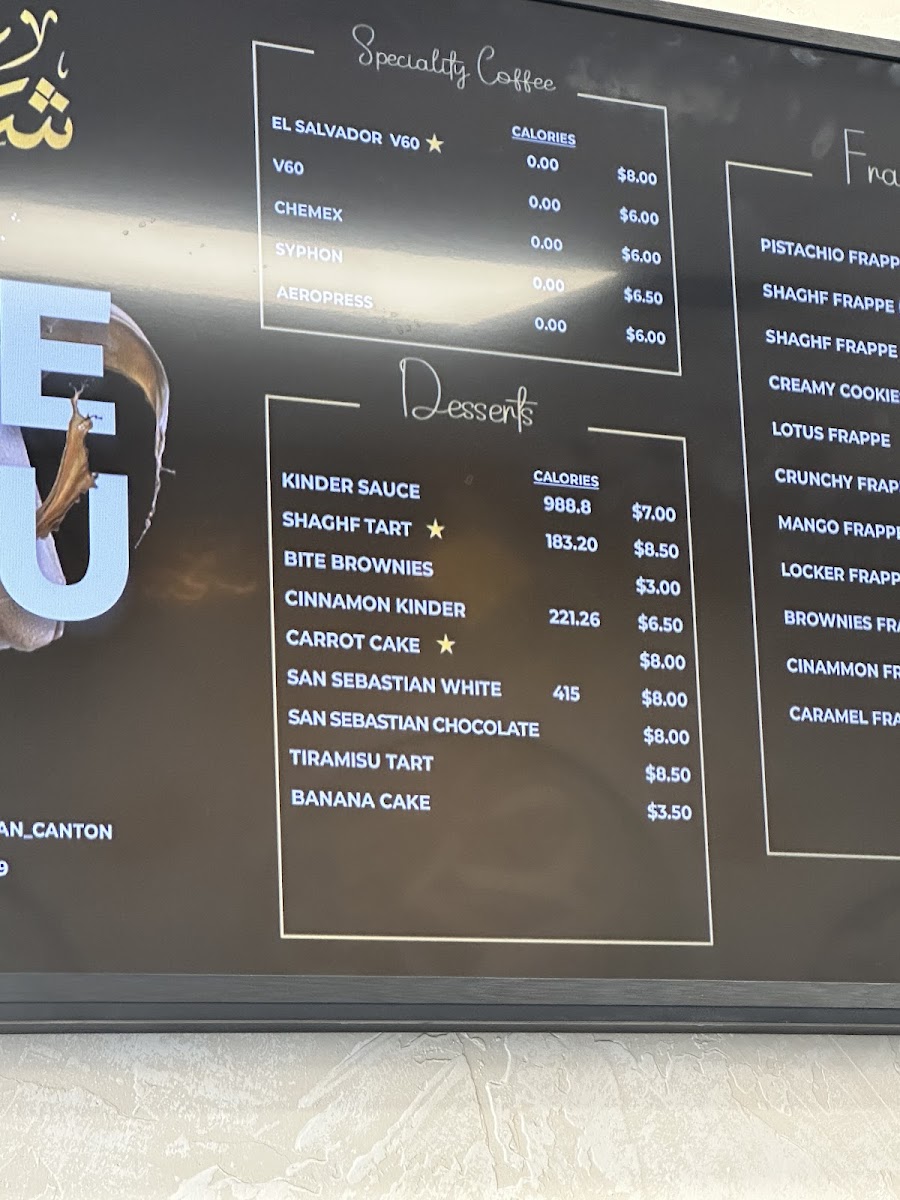 E
U
AN_CANTON
9
Speciality Coffee
CALORIES
EL SALVADOR V60 ★ 0.00 $8.00
V60 0.00 $6.00
CHEMEX 0.00 $6.00
SYPHON 0.00 $6.50
AEROPRESS 0.00 $6.00
Desserts
CALORIES
KINDER SAUCE 988.8 $7.00
SHAGHF TART ★ 183.20 $8.50
BITE BROWNIES $3.00
CINNAMON KINDER 221.26 $6.50
CARROT CAKE ★ $8.00
SAN SEBASTIAN WHITE 415 $8.00
SAN SEBASTIAN CHOCOLATE $8.00
TIRAMISU TART $8.50
BANANA CAKE $3.50
Fra
PISTACHIO FRAPP
SHAGHF FRAPPE
SHAGHF FRAPPE
CREAMY COOKIE
LOTUS FRAPPE
CRUNCHY FRAP
MANGO FRAPPE
LOCKER FRAPP
BROWNIES FRA
CINAMMON FR
CARAMEL FRA